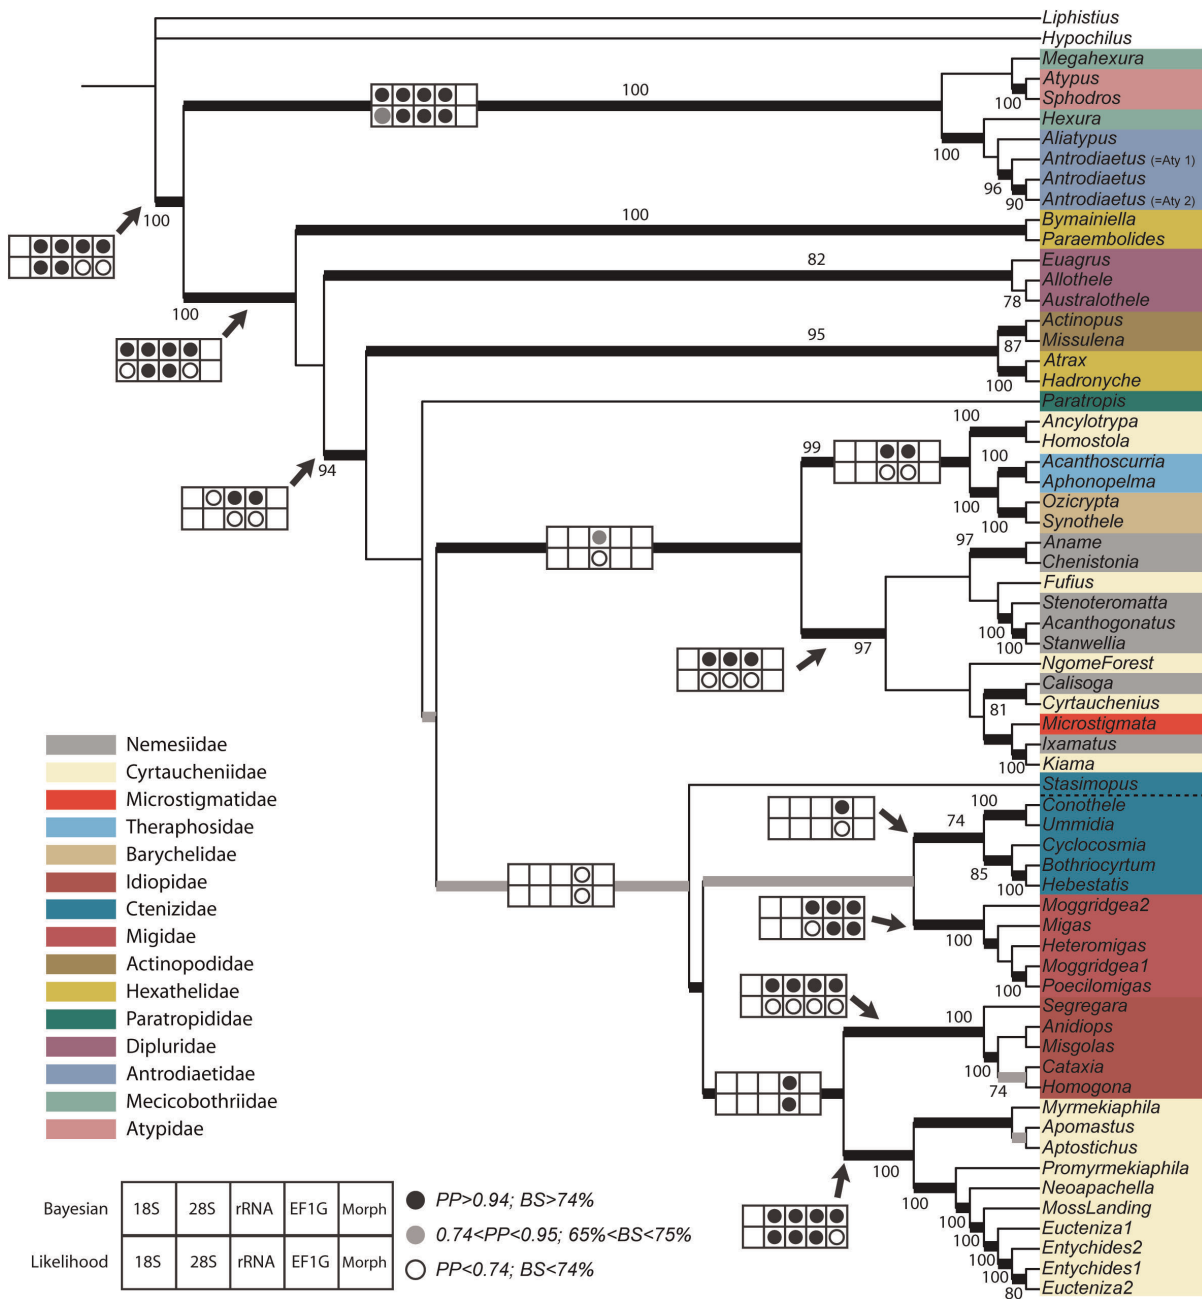 Liphistius
Hypochilus
Megahexura
100
Atypus
100
Sphodros
Hexura
100
Aliatypus
Antrodiaetus (=Aty 1)
96
Antrodiaetus
90
Antrodiaetus (=Aty 2)
100
100
Bymainiella
Paraembolides
82
Euagrus
Allothele
78
Australothele
100
Actinopus
95
87
Missulena
Atrax
100
Hadronyche
Paratropis
100
Ancylotrypa
99
Homostola
94
100
Acanthoscurria
Aphonopelma
100
Ozicrypta
100
Synothele
97
Aname
Chenistonia
Fufius
Stenoteromatta
100
Acanthogonatus
97
100
Stanwellia
NgomeForest
Calisoga
81
Cyrtauchenius
Microstigmata
Ixamatus
100
Kiama
Stasimopus
100
Conothele
74
Ummidia
Cyclocosmia
85
Bothriocyrtum
100
Hebestatis
Moggridgea2
Migas
100
Heteromigas
Moggridgea1
100
Poecilomigas
Segregara
100
Anidiops
Misgolas
100
Cataxia
74
Homogona
Myrmekiaphila
Apomastus
Aptostichus
100
Promyrmekiaphila
100
Neoapachella
MossLanding
100
Eucteniza1
100
Entychides2
100
Entychides1
80
Eucteniza2
Nemesiidae
Cyrtaucheniidae
Microstigmatidae
Theraphosidae
Barychelidae
Idiopidae
Ctenizidae
Migidae
Actinopodidae
Hexathelidae
Paratropididae
Dipluridae
Antrodiaetidae
Mecicobothriidae
Atypidae
Bayesian 18S 28S rRNA EF1G Morph
Likelihood 18S 28S rRNA EF1G Morph
PP>0.94; BS>74%
0.74<PP<0.95; 65%<BS<75%
PP<0.74; BS<74%